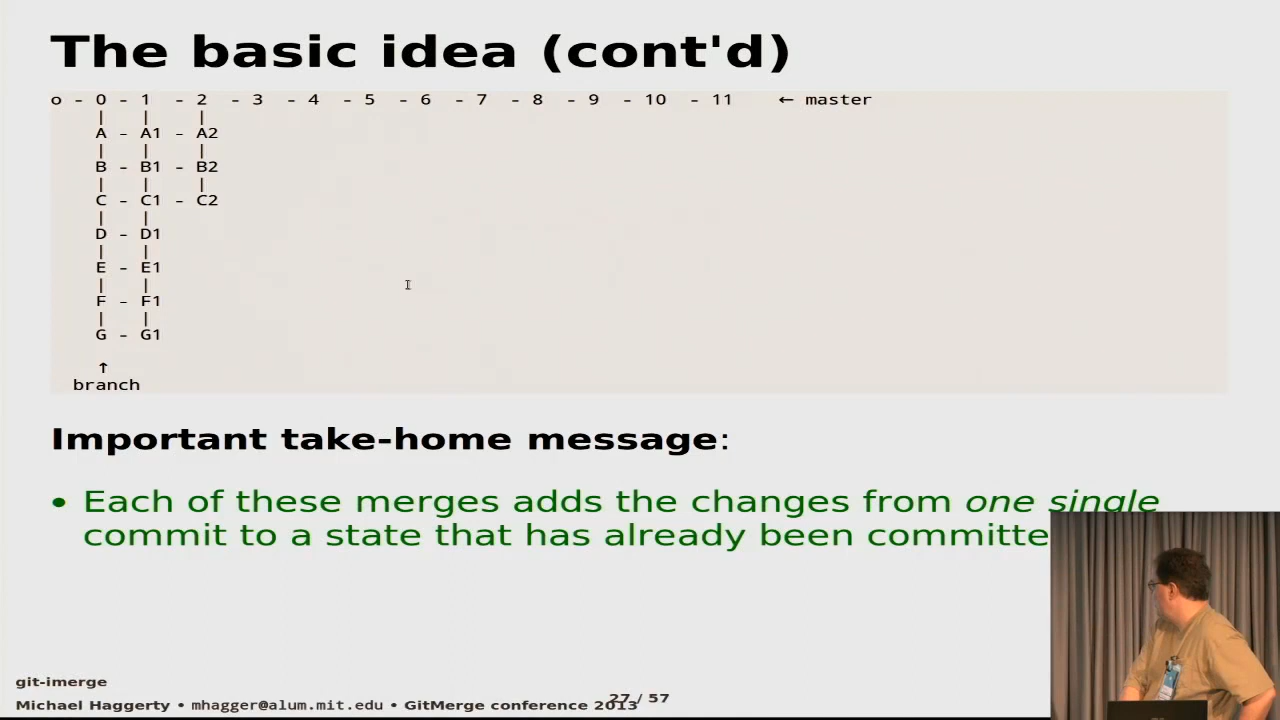 The basic idea (cont'd)
o - 0 - 1 - 2 - 3 - 4 - 5 - 6 - 7 - 8 - 9 - 10 - 11 ← master
| | |
A - A1 - A2
| | |
B - B1 - B2
| | |
C - C1 - C2
| |
D - D1
| |
E - E1
| |
F - F1
| |
G - G1
↑
branch
Important take-home message:
• Each of these merges adds the changes from one single
commit to a state that has already been committe
git-imerge
Michael Haggerty • mhagger@alum.mit.edu • GitMerge conference 2013
27 / 57